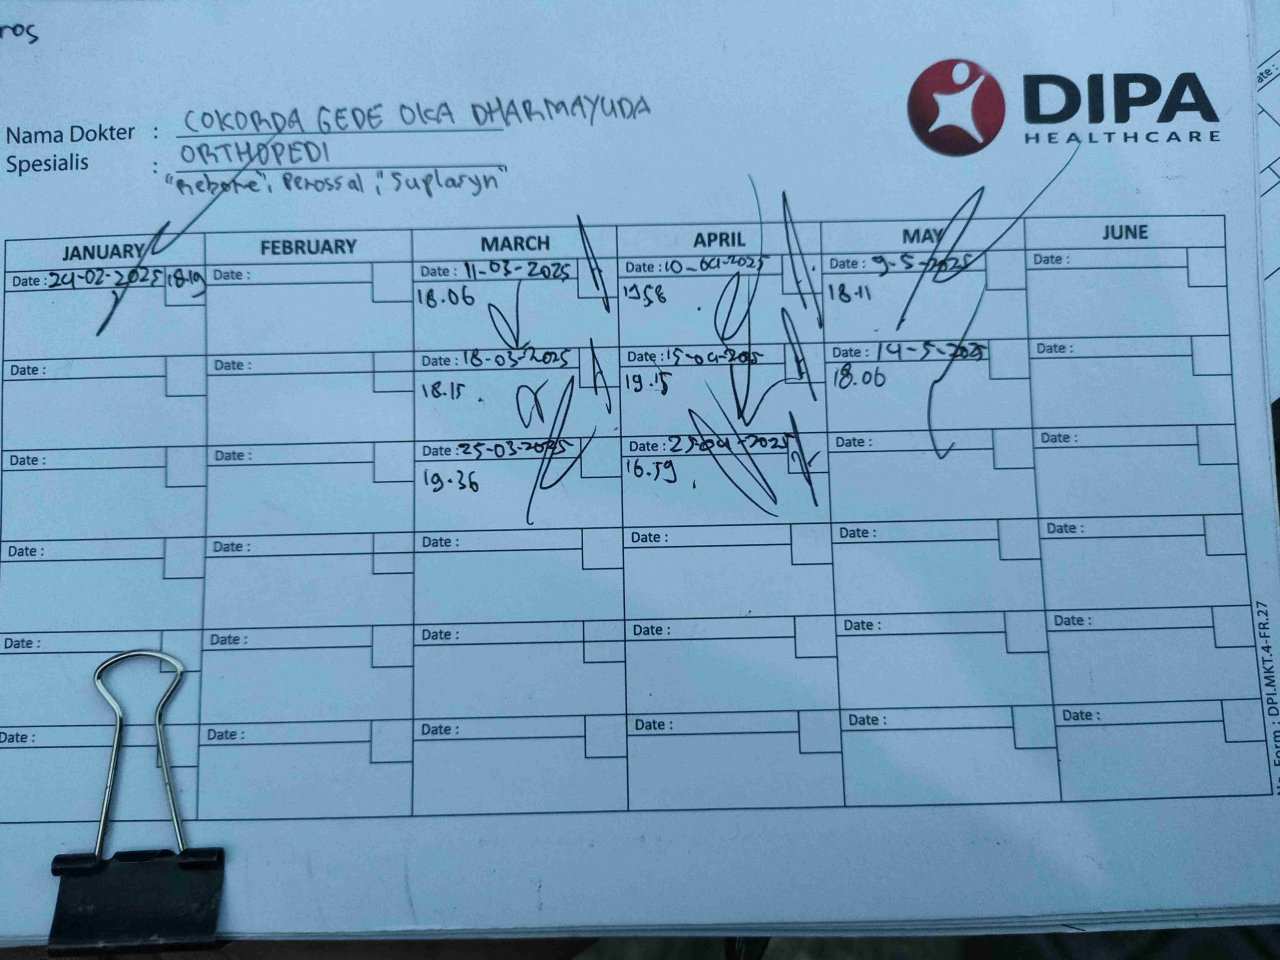 ros
DIPA
HEALTHCARE
Nama Dokter : COKORDA GEDE OKA DHARMAYUDA
Spesialis : ORTHOPEDI
"Rebone", Perossal, "Suplaryn"
JANUARY FEBRUARY MARCH APRIL MAY JUNE
Date : 24-02-2025 18.19 Date : Date : 11-03-2025 Date : 10-04-2025 Date : 9-5-2025 Date :
18.06 19.58 18.11
Date : Date : Date : 18-03-2025 Date : 15-04-2025 Date : 14-5-2025 Date :
18.15 19.15 18.06
Date : Date : Date : 25-03-2025 Date : 25-04-2025 Date : Date :
19.36 16.59
Date : Date : Date : Date : Date : Date :
Date : Date : Date : Date : Date : Date :
Date : Date : Date : Date : Date : Date :
No. Form : DPI.MKT.4-FR.27
ate :